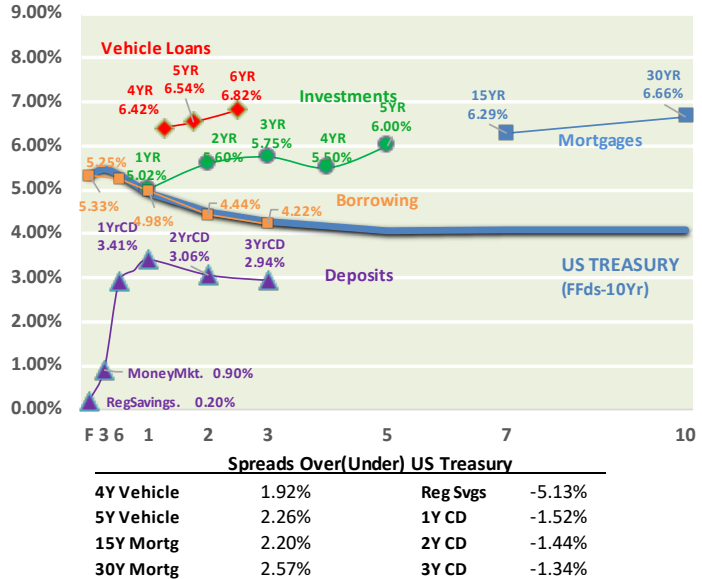 9.00%
8.00%
7.00%
6.00%
5.00%
4.00%
3.00%
2.00%
1.00%
0.00%
Vehicle Loans
4YR
6.42%
5YR
6.54%
6YR
6.82%
Investments
1YR
5.02%
2YR
5.60%
3YR
5.75%
4YR
5.50%
5YR
6.00%
15YR
6.29%
30YR
6.66%
Mortgages
5.25%
5.33%
4.98%
4.44%
4.22%
Borrowing
1YrCD
3.41%
2YrCD
3.06%
3YrCD
2.94%
Deposits
US TREASURY
(FFds-10Yr)
MoneyMkt. 0.90%
RegSavings. 0.20%
F 3 6 1 2 3 5 7 10
Spreads Over(Under) US Treasury
4Y Vehicle 1.92% Reg Svgs -5.13%
5Y Vehicle 2.26% 1Y CD -1.52%
15Y Mortg 2.20% 2Y CD -1.44%
30Y Mortg 2.57% 3Y CD -1.34%